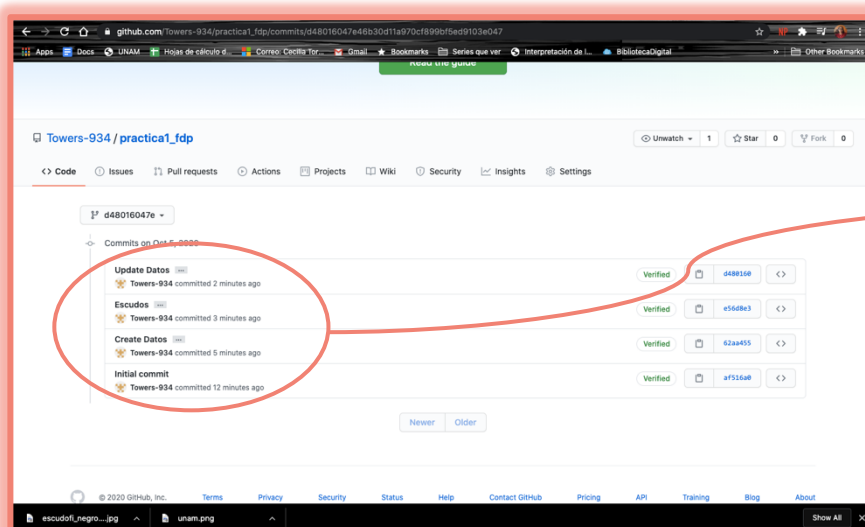 github.com/Towers-934/practica1_fdp/commits/d48016047e46b30d11a970cf899bf5ed9103e047
Apps Docs UNAM Hojas de cálculo d... Correo: Cecilia Tor... Gmail Bookmarks Series que ver Interpretación de l... BibliotecaDigital » Other Bookmarks
Read the guide
Towers-934 / practica1_fdp
Unwatch 1 Star 0 Fork 0
Code Issues Pull requests Actions Projects Wiki Security Insights Settings
d48016047e
Commits on Oct 5, 2020
Update Datos ...
Verified d480160
Towers-934 committed 2 minutes ago
Escudos ...
Verified e56d8e3
Towers-934 committed 3 minutes ago
Create Datos ...
Verified 62aa455
Towers-934 committed 5 minutes ago
Initial commit
Verified af516a0
Towers-934 committed 12 minutes ago
Newer Older
© 2020 GitHub, Inc. Terms Privacy Security Status Help Contact GitHub Pricing API Training Blog About
escudofi_negro....jpg unam.png Show All